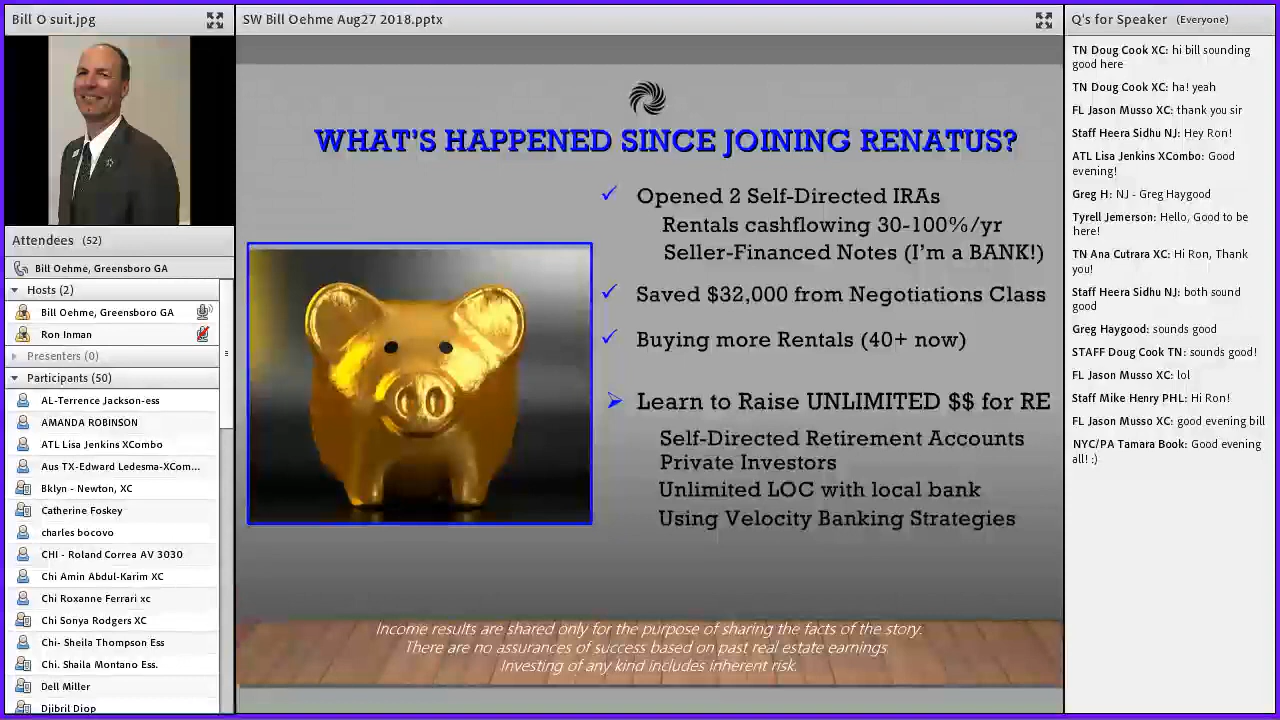 Bill O suit.jpg
Attendees (52)
Bill Oehme, Greensboro GA
Hosts (2)
Bill Oehme, Greensboro GA
Ron Inman
Presenters (0)
Participants (50)
AL-Terrence Jackson-ess
AMANDA ROBINSON
ATL Lisa Jenkins XCombo
Aus TX-Edward Ledesma-XCom...
Bklyn - Newton, XC
Catherine Foskey
charles bocovo
CHI - Roland Correa AV 3030
Chi Amin Abdul-Karim XC
Chi Roxanne Ferrari xc
Chi Sonya Rodgers XC
Chi- Sheila Thompson Ess
Chi. Shaila Montano Ess.
Dell Miller
Djibril Diop
SW Bill Oehme Aug27 2018.pptx
WHAT'S HAPPENED SINCE JOINING RENATUS?
Opened 2 Self-Directed IRAs
Rentals cashflowing 30-100%/yr
Seller-Financed Notes (I'm a BANK!)
Saved $32,000 from Negotiations Class
Buying more Rentals (40+ now)
Learn to Raise UNLIMITED $$ for RE
Self-Directed Retirement Accounts
Private Investors
Unlimited LOC with local bank
Using Velocity Banking Strategies
Income results are shared only for the purpose of sharing the facts of the story.
There are no assurances of success based on past real estate earnings
Investing of any kind includes inherent risk.
Q's for Speaker (Everyone)
TN Doug Cook XC: hi bill sounding
good here
TN Doug Cook XC: ha! yeah
FL Jason Musso XC: thank you sir
Staff Heera Sidhu NJ: Hey Ron!
ATL Lisa Jenkins XCombo: Good
evening!
Greg H: NJ - Greg Haygood
Tyrell Jemerson: Hello, Good to be
here!
TN Ana Cutrara XC: Hi Ron, Thank
you!
Staff Heera Sidhu NJ: both sound
good
Greg Haygood: sounds good
STAFF Doug Cook TN: sounds good!
FL Jason Musso XC: lol
Staff Mike Henry PHL: Hi Ron!
FL Jason Musso XC: good evening bill
NYC/PA Tamara Book: Good evening
all! :)